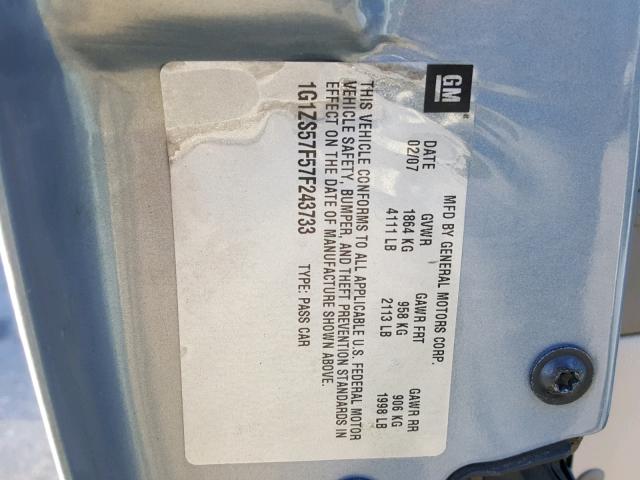 GM
MFD BY GENERAL MOTORS CORP.
DATE GVWR GAWR FRT GAWR RR
02/07 1864 KG 958 KG 906 KG
4111 LB 2113 LB 1998 LB
THIS VEHICLE CONFORMS TO ALL APPLICABLE U.S. FEDERAL MOTOR
VEHICLE SAFETY, BUMPER, AND THEFT PREVENTION STANDARDS IN
EFFECT ON THE DATE OF MANUFACTURE SHOWN ABOVE.
1G1ZS57F57F243733 TYPE: PASS CAR